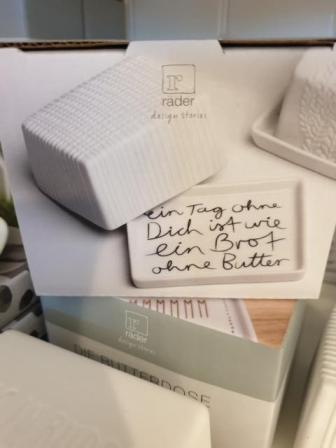 r
räder
design stories
ein Tag ohne
Dich ist wie
ein Brot
ohne Butter
r
räder
design stories
DIE BUTTERDOSE